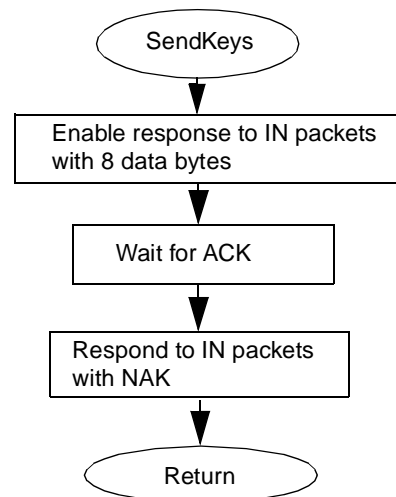 SendKeys
Enable response to IN packets
with 8 data bytes
Wait for ACK
Respond to IN packets
with NAK
Return